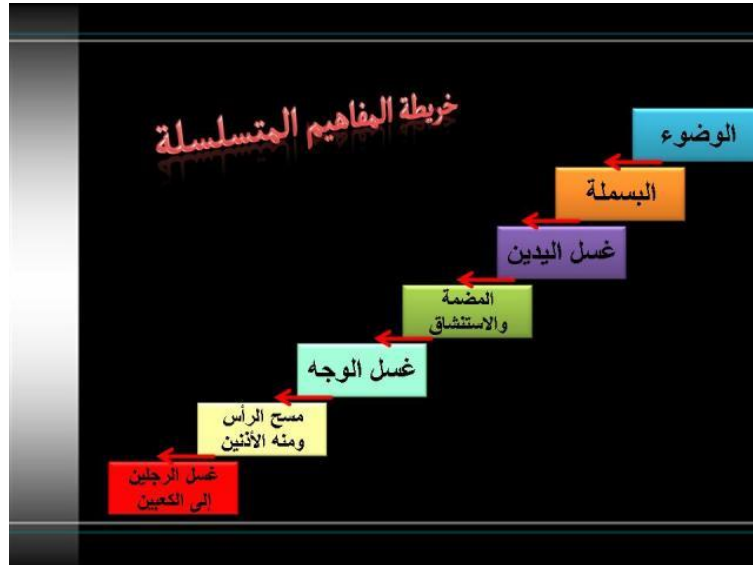 خريطة المفاهيم المتسلسلة
الوضوء
البسملة
غسل اليدين
المضمة
والاستنشاق
غسل الوجه
مسح الرأس
ومنه الأذنين
غسل الرجلين
إلى الكعبين